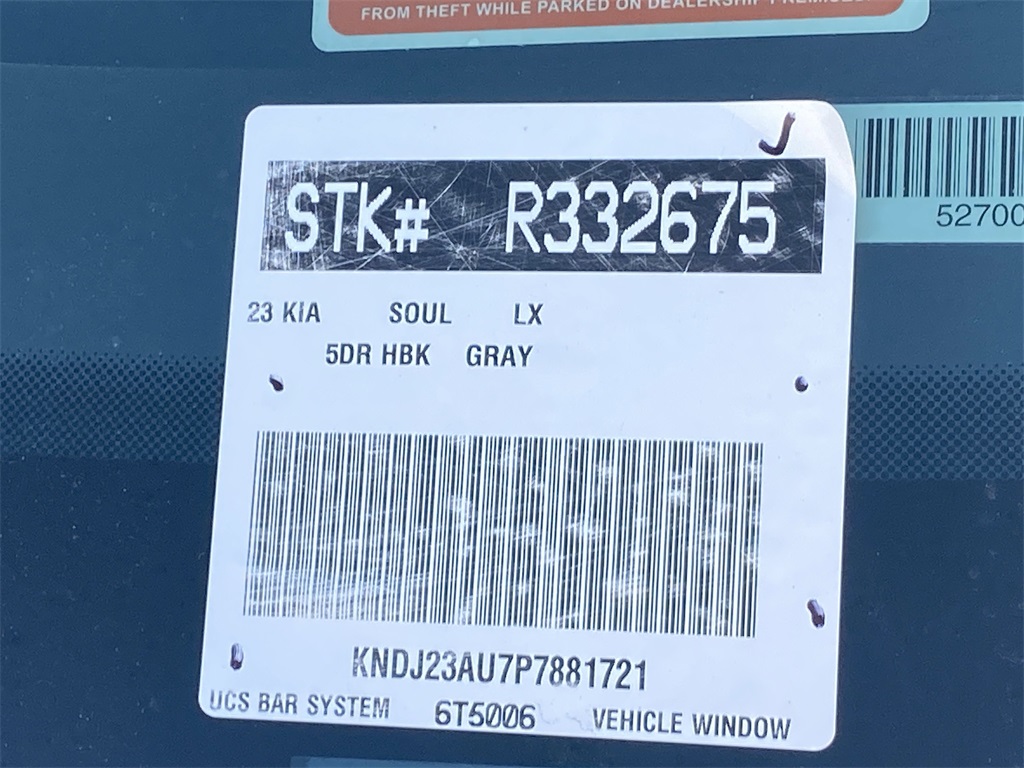 FROM THEFT WHILE PARKED ON DEALERSHIP PREMISES
STK# R332675
52700
23 KIA SOUL LX
5DR HBK GRAY
KNDJ23AU7P7881721
UCS BAR SYSTEM 6T5006 VEHICLE WINDOW